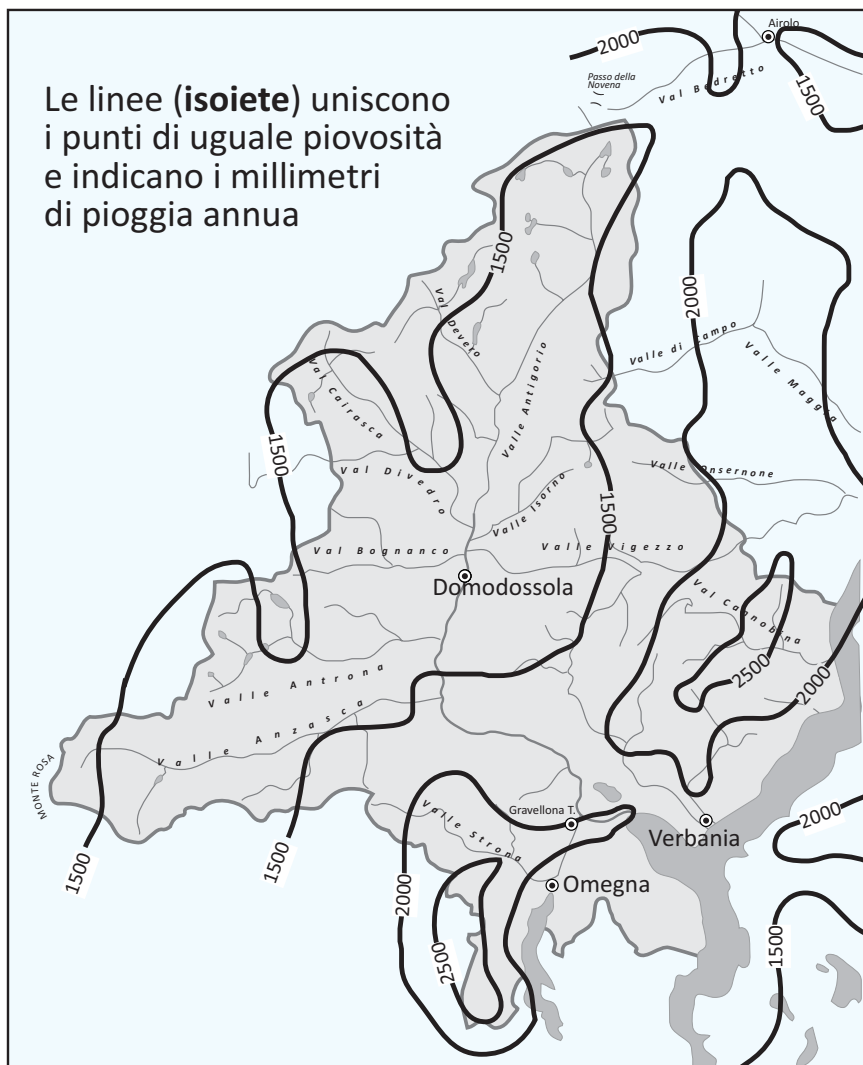 Le linee (isoiete) uniscono
i punti di uguale piovosità
e indicano i millimetri
di pioggia annua
2000
Airolo
1500
Passo della
Novena
Val Bedretto
1500
2000
Val Devero
Valle di Campo
Valle Maggia
Valle Antigorio
Val Cairasca
1500
Val Divedro
Valle Onsernone
Valle Isorno
1500
Val Bognanco
Valle Vigezzo
Domodossola
Val Cannobina
2500
2000
Valle Antrona
Valle Anzasca
MONTE ROSA
Gravellona T.
Valle Strona
Verbania
2000
1500
1500
2000
Omegna
2500
1500